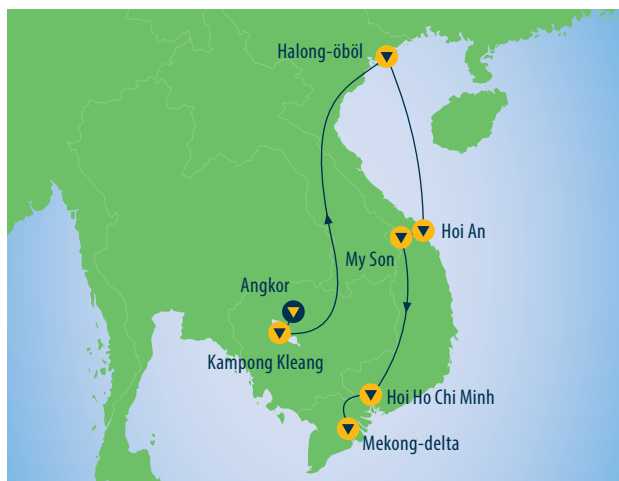 Halong-öböl
Hoi An
My Son
Angkor
Kampong Kleang
Hoi Ho Chi Minh
Mekong-delta